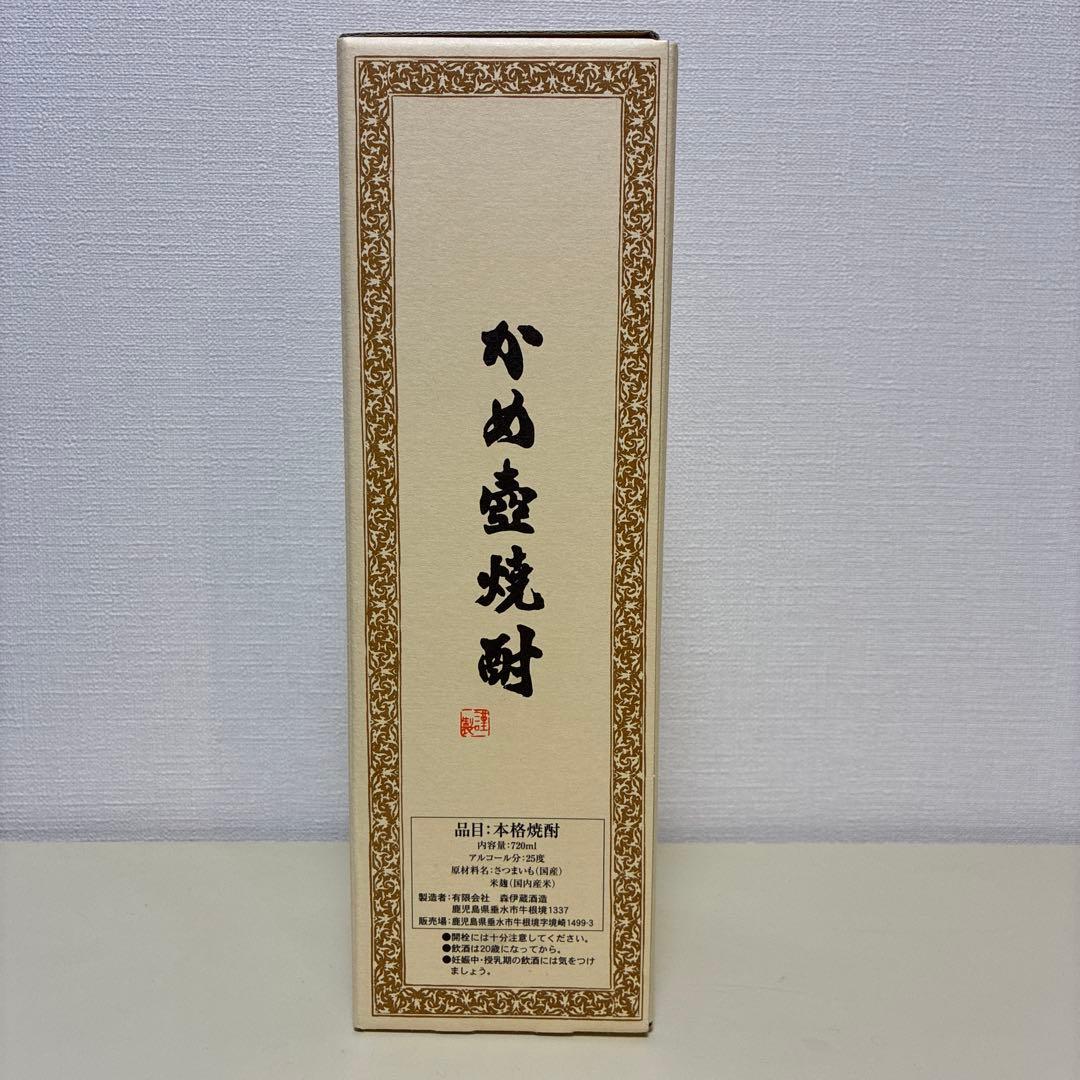 かめ壺焼酎
謹製
品目:本格焼酎
内容量:720ml
アルコール分:25度
原材料名:さつまいも(国産)
米麹(国内産米)
製造者:有限会社 森伊蔵酒造
鹿児島県垂水市牛根境1337
販売場:鹿児島県垂水市牛根境字境崎1499-3
●開栓には十分注意してください。
●飲酒は20歳になってから。
●妊娠中・授乳期の飲酒には気をつけ
ましょう。